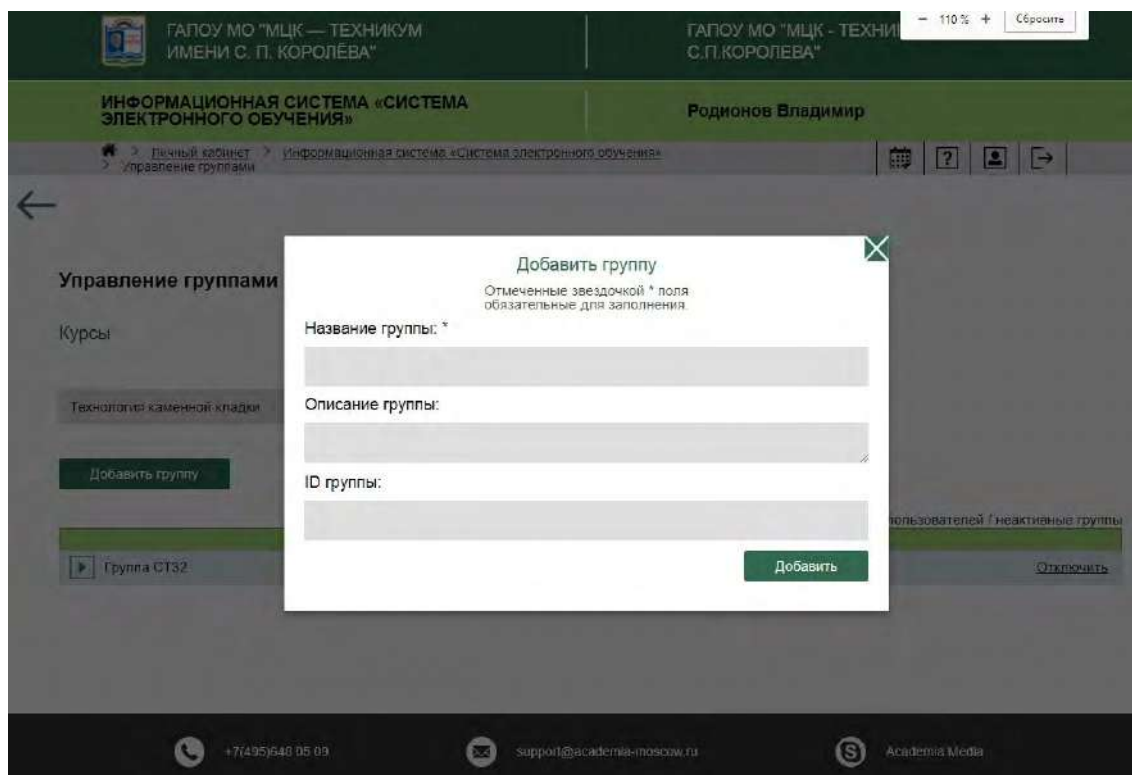 ГАПОУ МО "МЦК — ТЕХНИКУМ
ИМЕНИ С. П. КОРОЛЁВА"
ГАПОУ МО "МЦК - ТЕХНИ
С.П.КОРОЛЕВА"
− 110 % + Сбросить
ИНФОРМАЦИОННАЯ СИСТЕМА «СИСТЕМА
ЭЛЕКТРОННОГО ОБУЧЕНИЯ»
Родионов Владимир
> Личный кабинет > Информационная система «Система электронного обучения»
> Управление группами
Управление группами
Курсы
Технология каменной кладки
Добавить группу
Добавить группу
Отмеченные звездочкой * поля
обязательные для заполнения.
Название группы: *
Описание группы:
ID группы:
Добавить
пользователей / неактивные группы
Группа СТ32
Отключить
+7(495)648 05 09
support@academia-moscow.ru
Academia Media